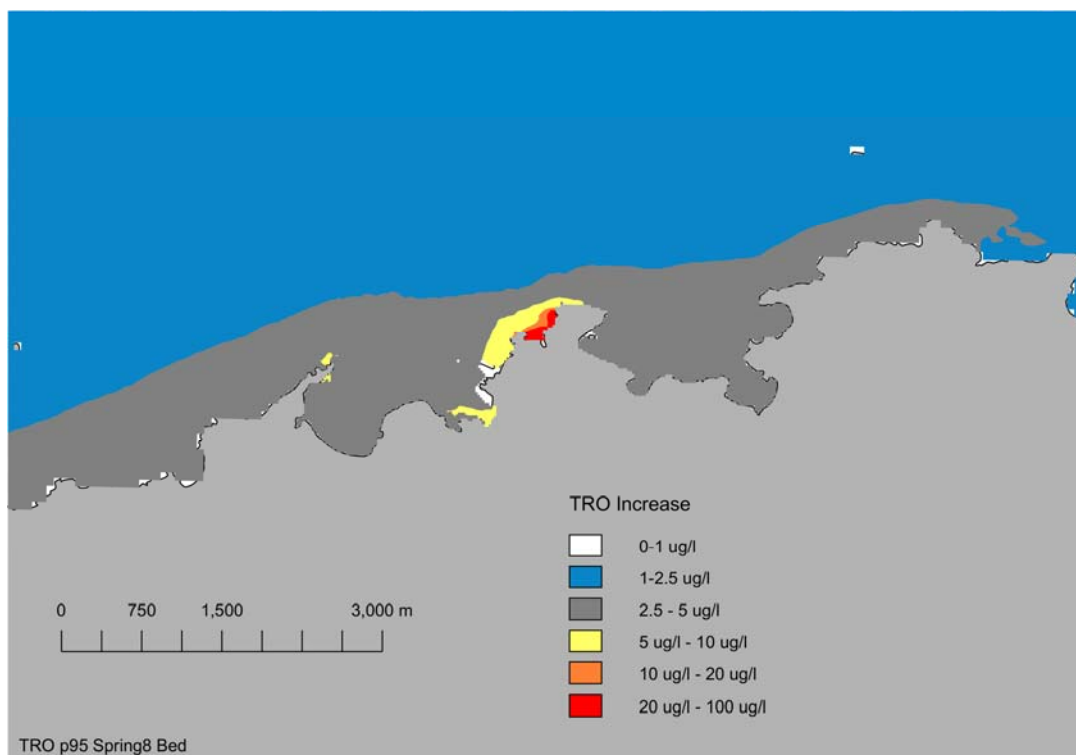 TRO Increase
0-1 ug/l
1-2.5 ug/l
2.5 - 5 ug/l
5 ug/l - 10 ug/l
10 ug/l - 20 ug/l
20 ug/l - 100 ug/l
0 750 1,500 3,000 m
TRO p95 Spring8 Bed